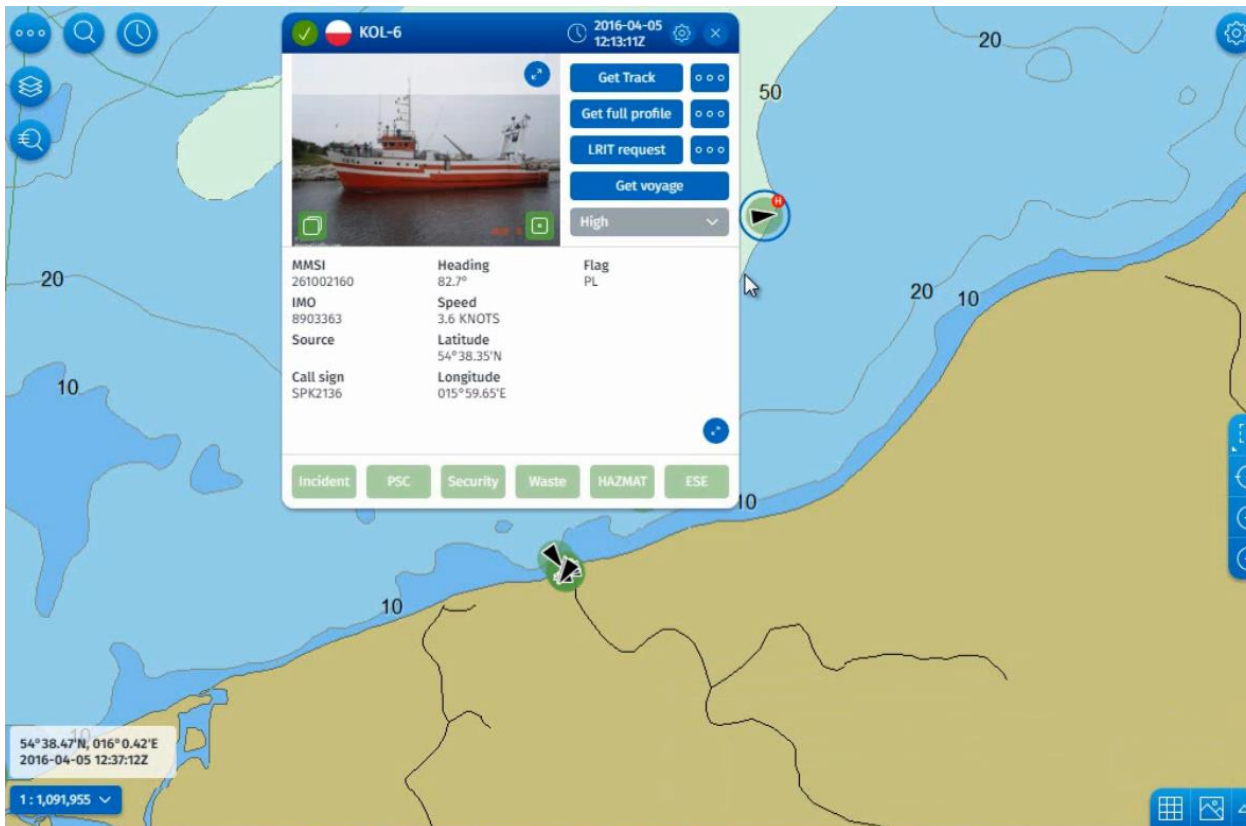 KOL-6
2016-04-05
12:13:11Z
Get Track
Get full profile
LRIT request
Get voyage
High
H
MMSI
261002160
Heading
82.7°
Flag
PL
IMO
8903363
Speed
3.6 KNOTS
Source
Latitude
54°38.35'N
Call sign
SPK2136
Longitude
015°59.65'E
Incident
PSC
Security
Waste
HAZMAT
ESE
20
50
20
20
10
10
10
10
10
54°38.47'N, 016°0.42'E
2016-04-05 12:37:12Z
1 : 1,091,955